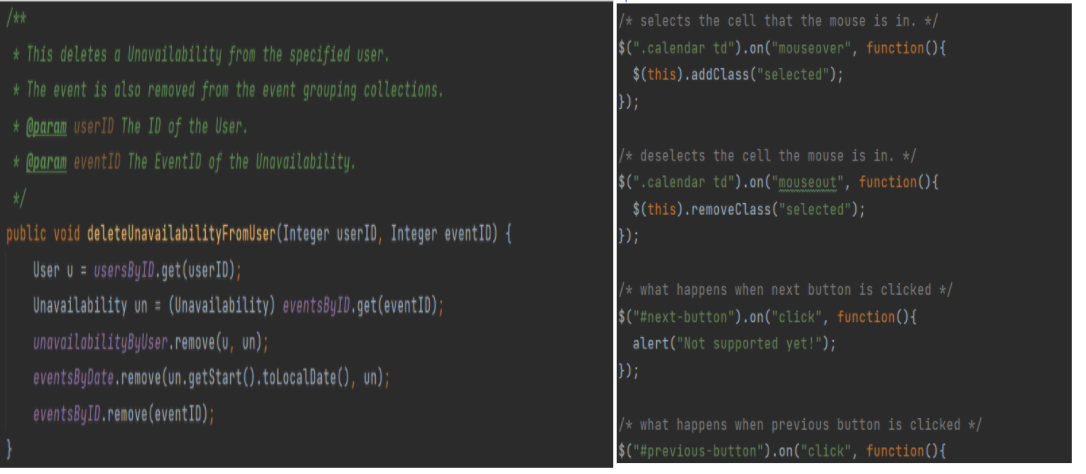 /**
 * This deletes a Unavailability from the specified user.
 * The event is also removed from the event grouping collections.
 * @param userID The ID of the User.
 * @param eventID The EventID of the Unavailability.
 */
public void deleteUnavailabilityFromUser(Integer userID, Integer eventID) {
    User u = usersByID.get(userID);
    Unavailability un = (Unavailability) eventsByID.get(eventID);
    unavailabilityByUser.remove(u, un);
    eventsByDate.remove(un.getStart().toLocalDate(), un);
    eventsByID.remove(eventID);
}
/* selects the cell that the mouse is in. */
$(".calendar td").on("mouseover", function(){
  $(this).addClass("selected");
});
/* deselects the cell the mouse is in. */
$(".calendar td").on("mouseout", function(){
  $(this).removeClass("selected");
});
/* what happens when next button is clicked */
$("#next-button").on("click", function(){
  alert("Not supported yet!");
});
/* what happens when previous button is clicked */
$("#previous-button").on("click", function(){